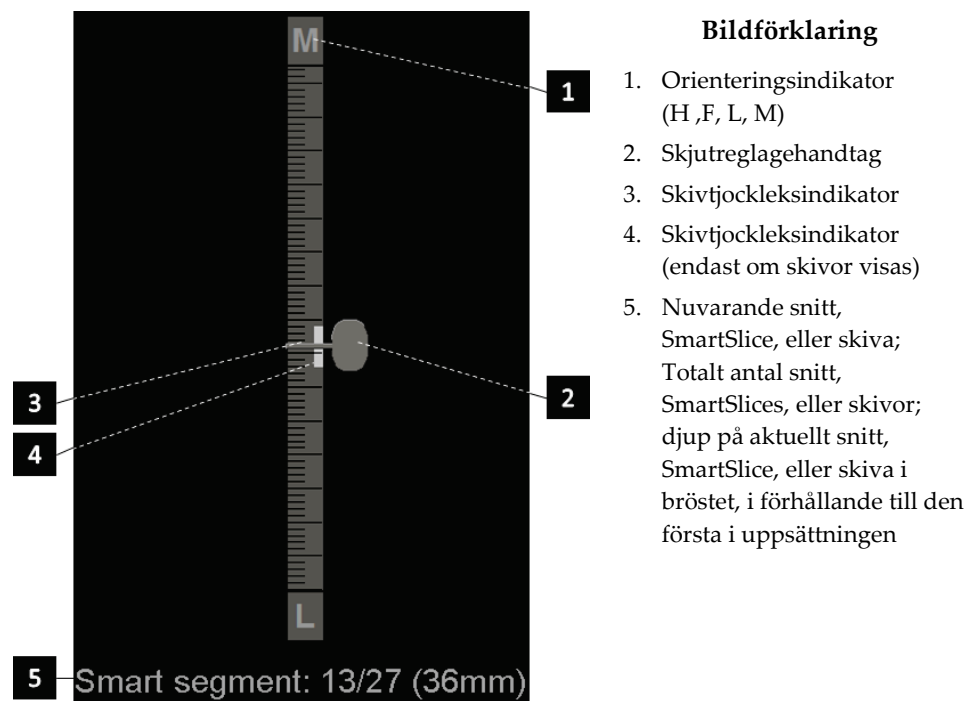 M
1
3
4
2
L
5
Smart segment: 13/27 (36mm)
Bildförklaring
1. Orienteringsindikator
(H ,F, L, M)
2. Skjutreglagehandtag
3. Skivtjockleksindikator
4. Skivtjockleksindikator
(endast om skivor visas)
5. Nuvarande snitt,
SmartSlice, eller skiva;
Totalt antal snitt,
SmartSlices, eller skivor;
djup på aktuellt snitt,
SmartSlice, eller skiva i
bröstet, i förhållande till den
första i uppsättningen